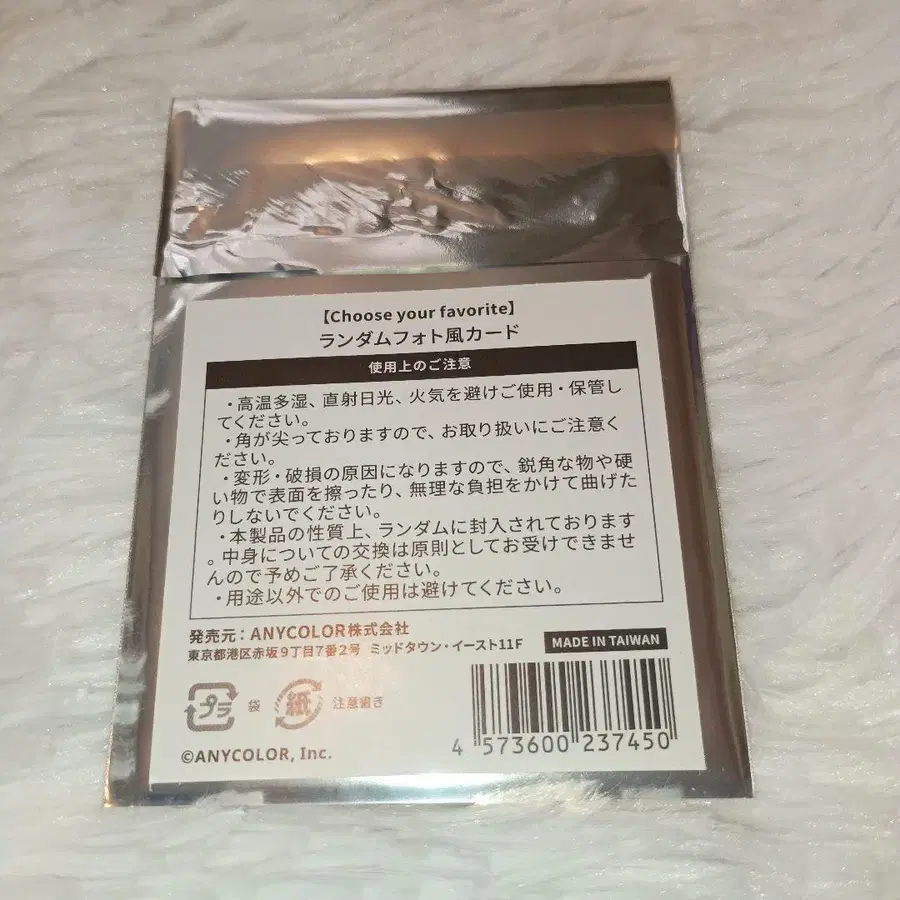 【Choose your favorite】
ランダムフォト風カード
使用上のご注意
・高温多湿、直射日光、火気を避けご使用・保管し
てください。
・角が尖っておりますので、お取り扱いにご注意く
ださい。
・変形・破損の原因になりますので、鋭角な物や硬
い物で表面を擦ったり、無理な負担をかけて曲げた
りしないでください。
・本製品の性質上、ランダムに封入されております
。中身についての交換は原則としてお受けできませ
んので予めご了承ください。
・用途以外でのご使用は避けてください。
発売元：ANYCOLOR株式会社
東京都港区赤坂9丁目7番2号 ミッドタウン・イースト11F
MADE IN TAIWAN
プラ 袋 紙 注意書き
4 573600 237450
©ANYCOLOR, Inc.